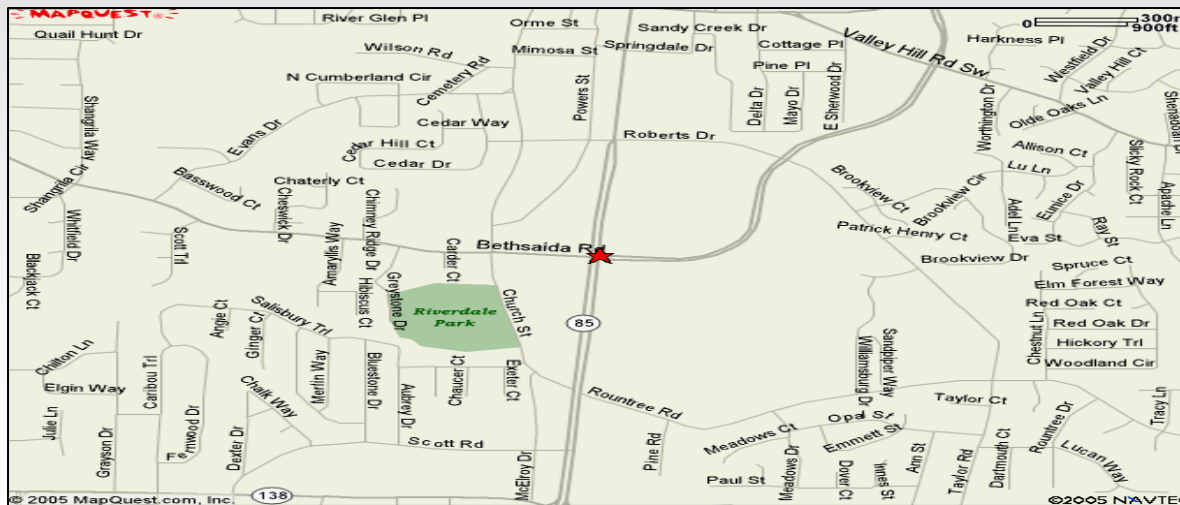 MAPQUEST
River Glen Pl
Orme St
Sandy Creek Dr
0 300m
900ft
Quail Hunt Dr
Wilson Rd
Mimosa St
Springdale Dr
Cottage Pl
Valley Hill Rd Sw
Harkness Pl
Westfield Dr
Valley Hill Ct
N Cumberland Cir
Cemetery Rd
Powers St
Pine Pl
Delta Dr
Mayo Dr
E Sherwood Dr
Worthington Dr
Olde Oaks Ln
Shenandoah Dr
Shangrila Way
Evans Dr
Cedar Way
Roberts Dr
Cedar Hill Ct
Cedar Dr
Allison Ct
Slicky Rock Ct
Shangrila Cir
Basswood Ct
Chaterly Ct
Lu Ln
Brookview Ct
Brookview Cir
Eunice Dr
Apache Ln
Whitfield Dr
Cheswick Dr
Chimney Ridge Dr
Adel Ln
Ray St
Scott Trl
Amaryllis Way
Carder Ct
Bethsaida Rd
Patrick Henry Ct
Eva St
Blackjack Ct
Hibiscus Ct
Greystone Dr
Brookview Dr
Spruce Ct
Elm Forest Way
Angie Ct
Salisbury Trl
Riverdale
Park
Church St
85
Red Oak Ct
Ginger Ct
Chestnut Ln
Red Oak Dr
Chilton Ln
Williamsburg Dr
Sandpiper Way
Hickory Trl
Woodland Cir
Elgin Way
Caribou Trl
Chalk Way
Merlin Way
Bluestone Dr
Aubrey Dr
Chaucer Ct
Exeter Ct
Rountree Rd
Taylor Ct
Tracy Ln
Julie Ln
Grayson Dr
Fernwood Dr
Dexter Dr
Scott Rd
McElroy Dr
Pine Rd
Meadows Ct
Opal St
Emmett St
Rountree Dr
Lucan Way
Paul St
Meadows Dr
Dover Ct
Innes St
Ann St
Taylor Rd
Dartmouth Ct
138
© 2005 MapQuest.com, Inc.
©2005 NAVTEQ